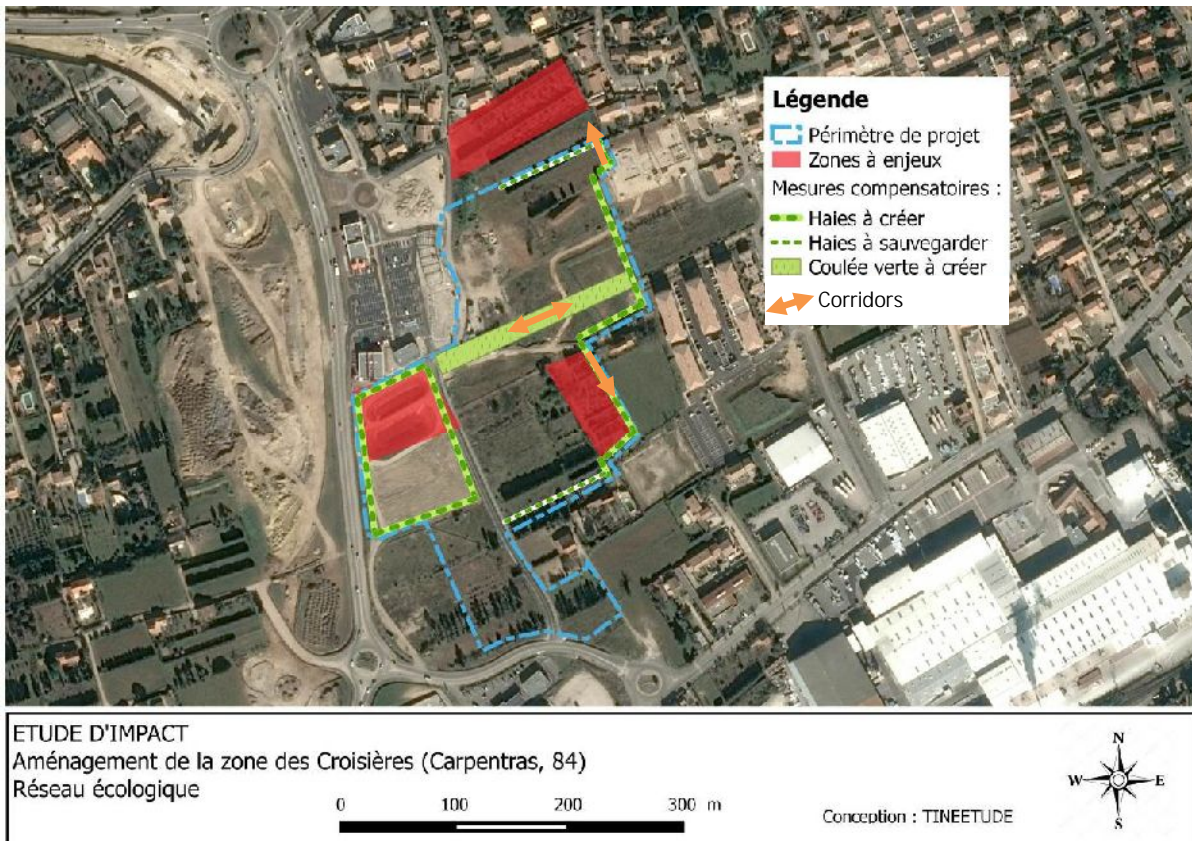 Légende
Périmètre de projet
Zones à enjeux
Mesures compensatoires :
Haies à créer
Haies à sauvegarder
Coulée verte à créer
Corridors
ETUDE D'IMPACT
Aménagement de la zone des Croisières (Carpentras, 84)
Réseau écologique
0 100 200 300 m
Conception : TINEETUDE
N
W E
S